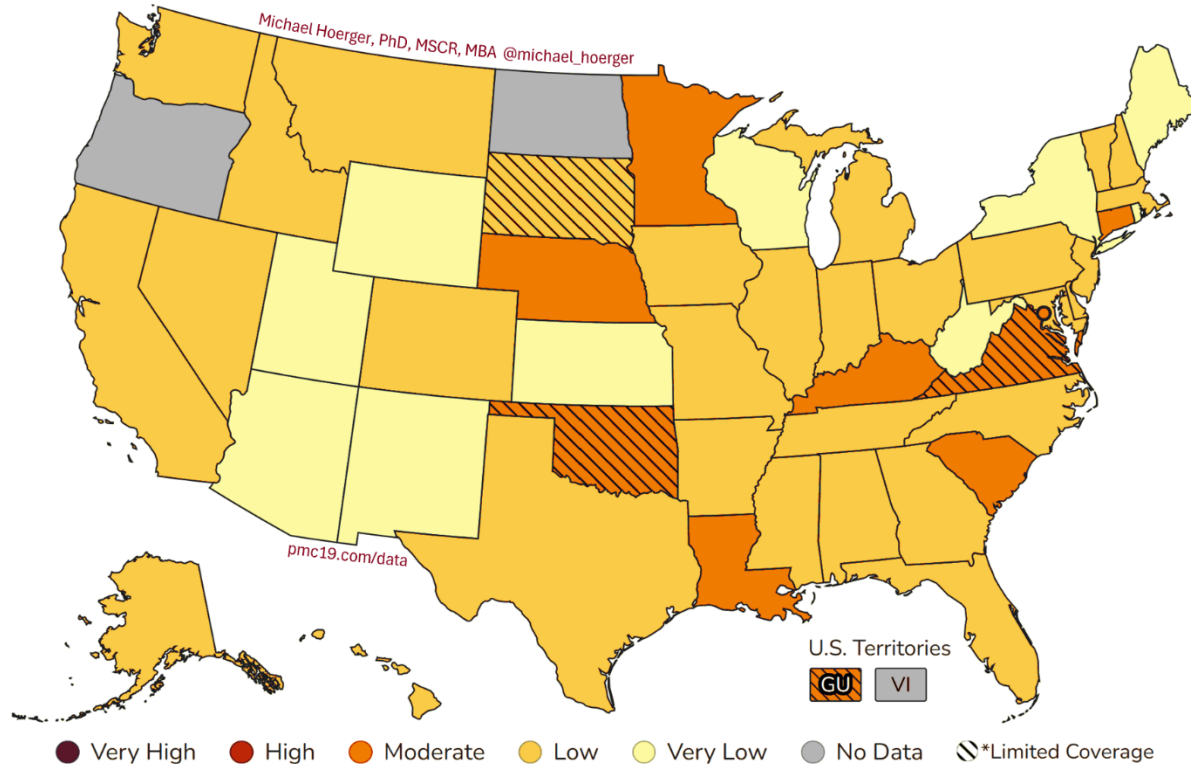 Michael Hoerger, PhD, MSCR, MBA @michael_hoerger
pmc19.com/data
U.S. Territories
GU
VI
Very High
High
Moderate
Low
Very Low
No Data
*Limited Coverage